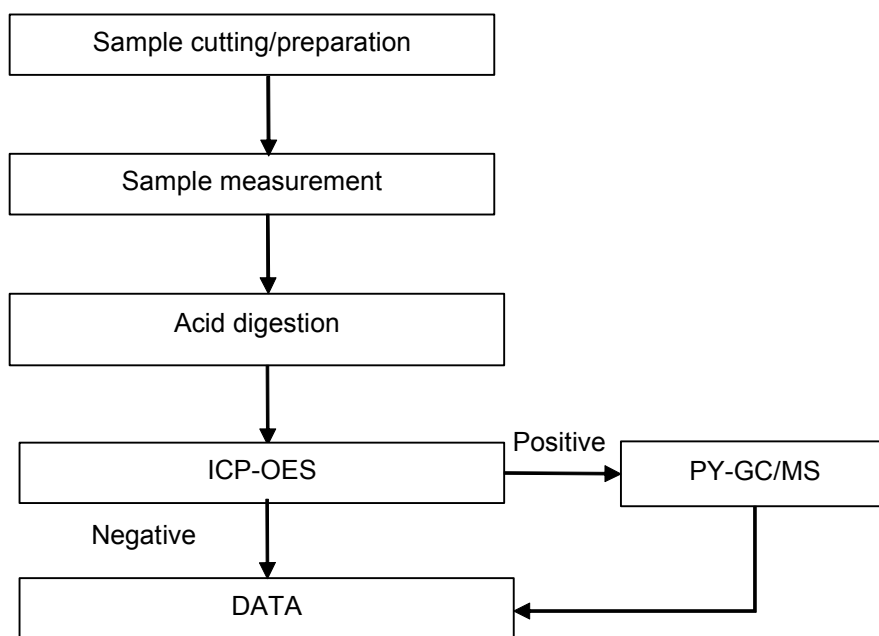 Sample cutting/preparation
Sample measurement
Acid digestion
ICP-OES
Positive
PY-GC/MS
Negative
DATA